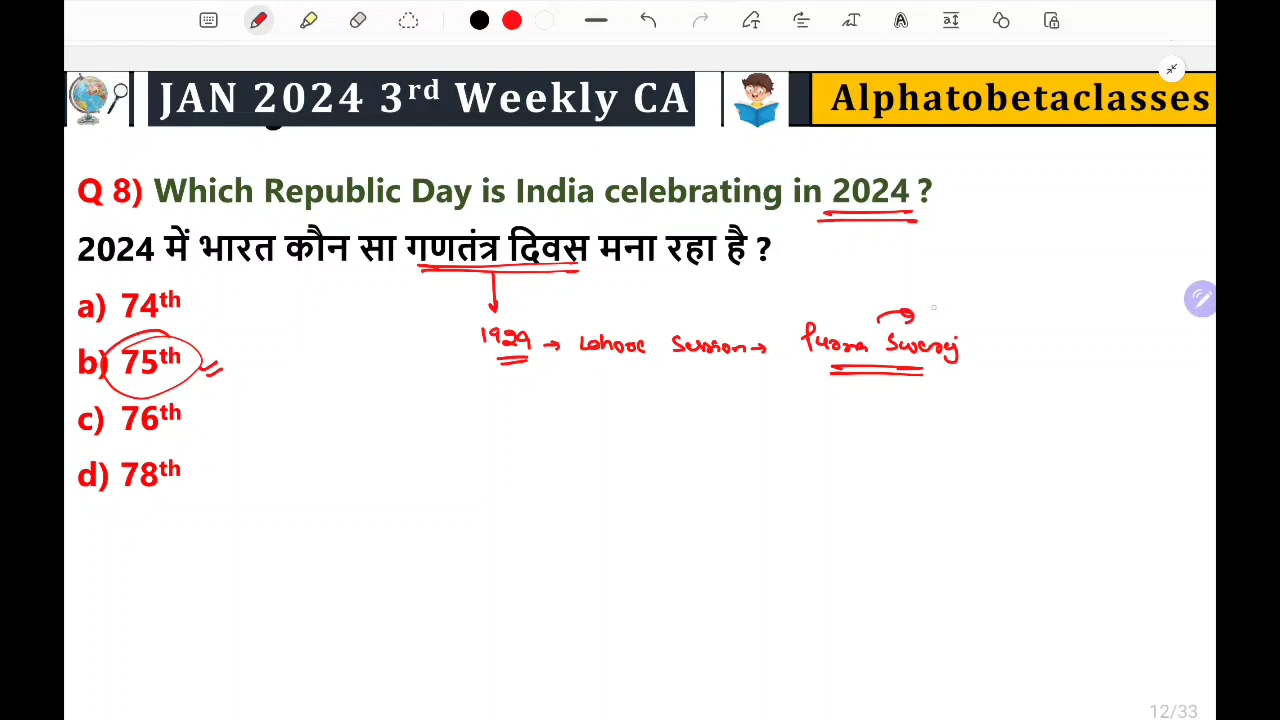 JAN 2024 3rd Weekly CA
Alphatobetaclasses
Q 8) Which Republic Day is India celebrating in 2024 ?
2024 में भारत कौन सा गणतंत्र दिवस मना रहा है ?
a) 74th
b) 75th
c) 76th
d) 78th
1929 → Lahore Session → Purna Swaraj
12/33